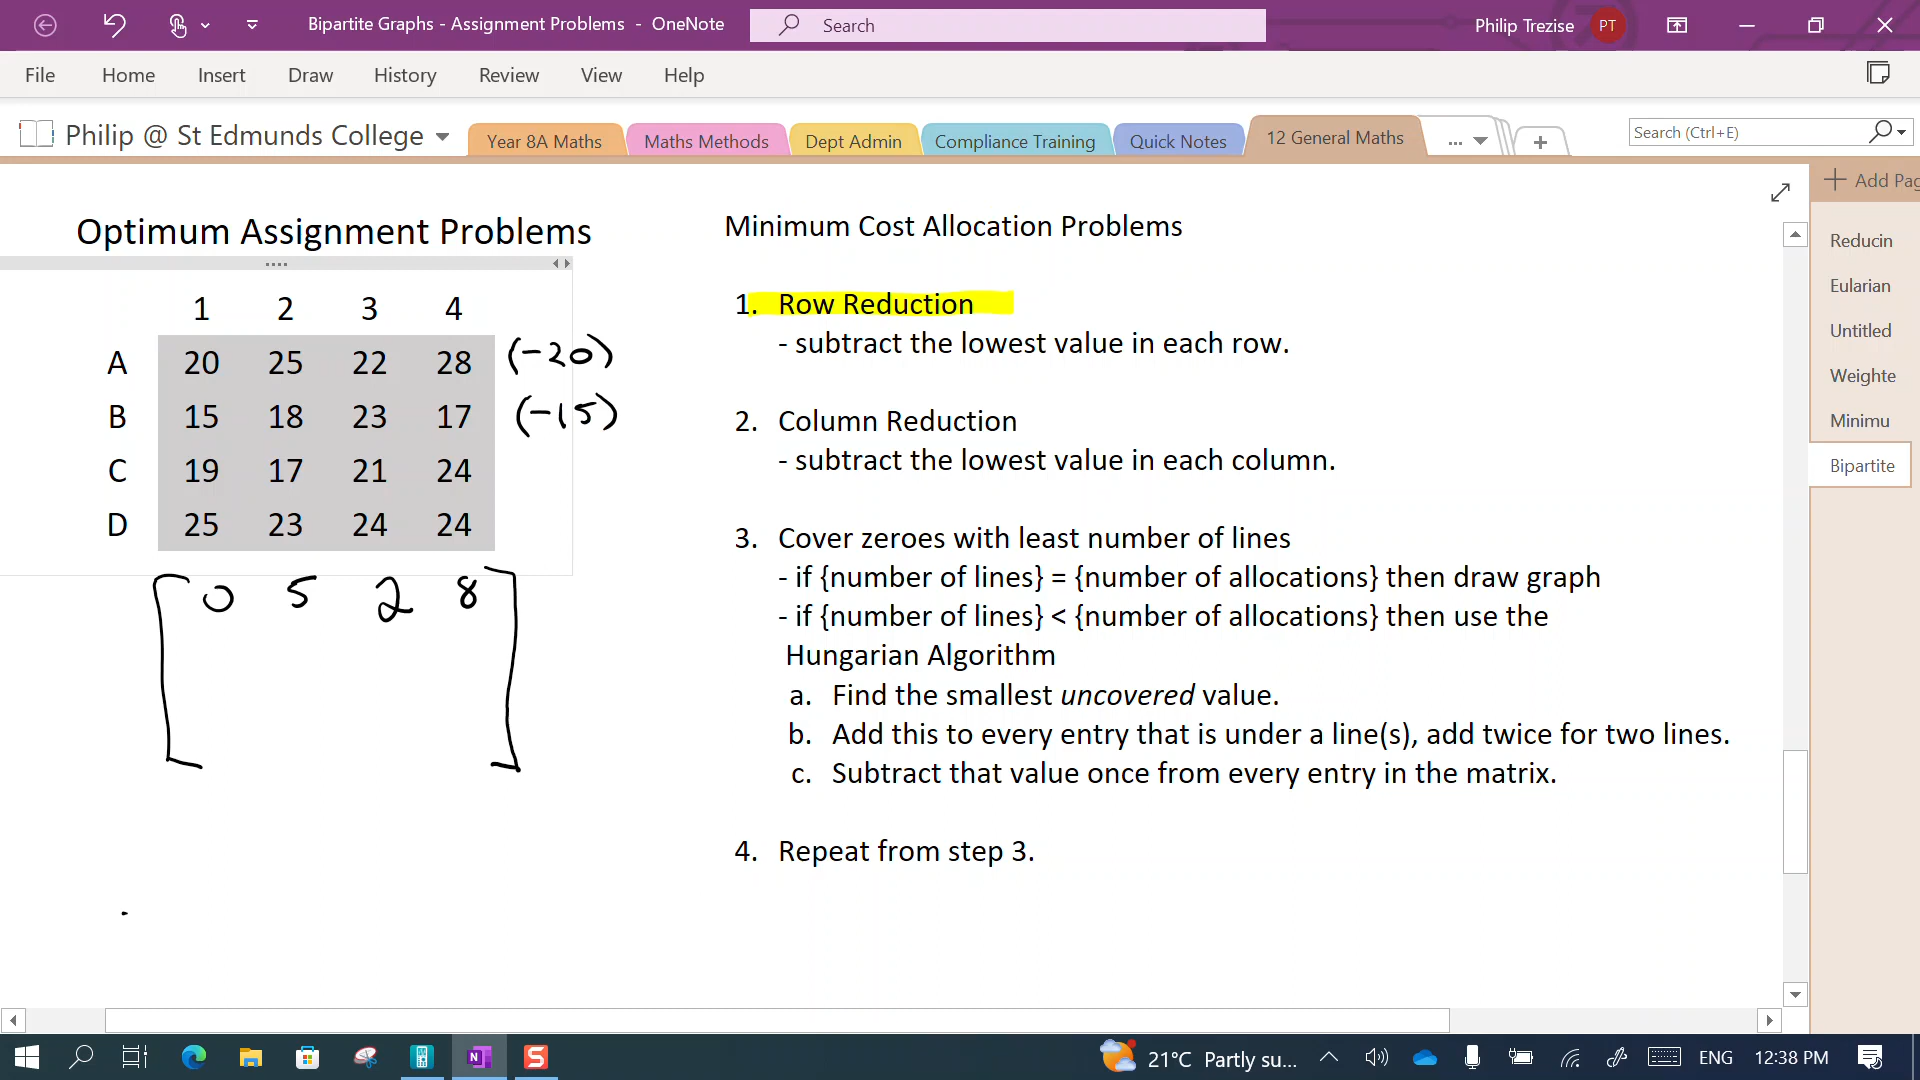 Bipartite Graphs - Assignment Problems - OneNote
Search
Philip Trezise
PT
File Home Insert Draw History Review View Help
Philip @ St Edmunds College
Year 8A Maths
Maths Methods
Dept Admin
Compliance Training
Quick Notes
12 General Maths
...
Search (Ctrl+E)
Add Pag
Reducin
Eularian
Untitled
Weighte
Minimu
Bipartite
Optimum Assignment Problems
1 2 3 4
A 20 25 22 28 (-20)
B 15 18 23 17 (-15)
C 19 17 21 24
D 25 23 24 24
0 5 2 8
Minimum Cost Allocation Problems
1. Row Reduction
- subtract the lowest value in each row.
2. Column Reduction
- subtract the lowest value in each column.
3. Cover zeroes with least number of lines
- if {number of lines} = {number of allocations} then draw graph
- if {number of lines} < {number of allocations} then use the
Hungarian Algorithm
a. Find the smallest uncovered value.
b. Add this to every entry that is under a line(s), add twice for two lines.
c. Subtract that value once from every entry in the matrix.
4. Repeat from step 3.
N
S
21°C Partly su...
ENG
12:38 PM